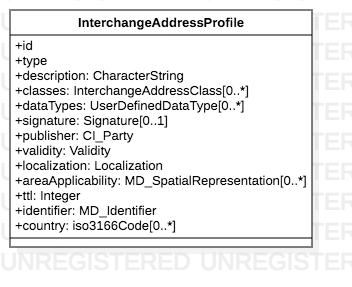 InterchangeAddressProfile
+id
+type
+description: CharacterString
+classes: InterchangeAddressClass[0..*]
+dataTypes: UserDefinedDataType[0..*]
+signature: Signature[0..1]
+publisher: CI_Party
+validity: Validity
+localization: Localization
+areaApplicability: MD_SpatialRepresentation[0..*]
+ttl: Integer
+identifier: MD_Identifier
+country: iso3166Code[0..*]
UNREGISTERED UNREGISTERED